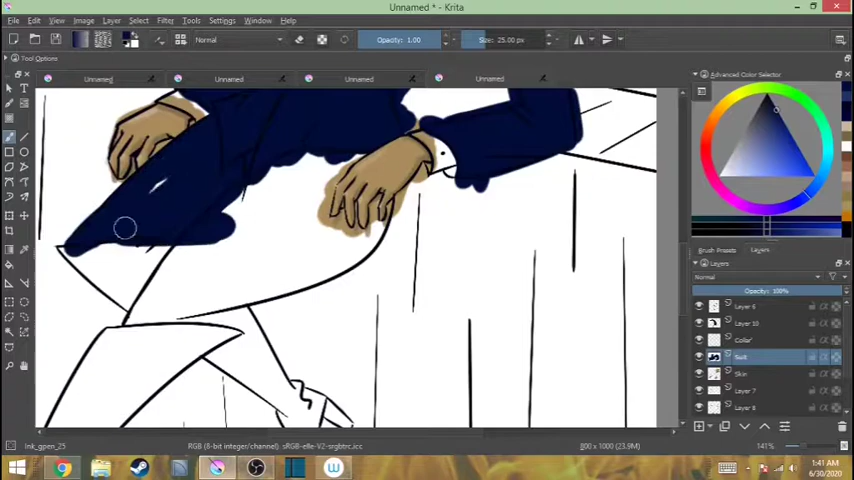 Unnamed * - Krita
File Edit View Image Layer Select Filter Tools Settings Window Help
Normal Opacity: 1.00 Size: 25.00 px
Tool Options
Unnamed Unnamed Unnamed Unnamed
Advanced Color Selector
Brush Presets Layers
Layers
Normal
Opacity: 100%
Layer 6
Layer 10
Collar
Suit
Skin
Layer 7
Layer 8
Ink_gpen_25 RGB (8-bit integer/channel) sRGB-elle-V2-srgbtrc.icc x 1000 (23.9M) 141%
1:41 AM
6/30/2020